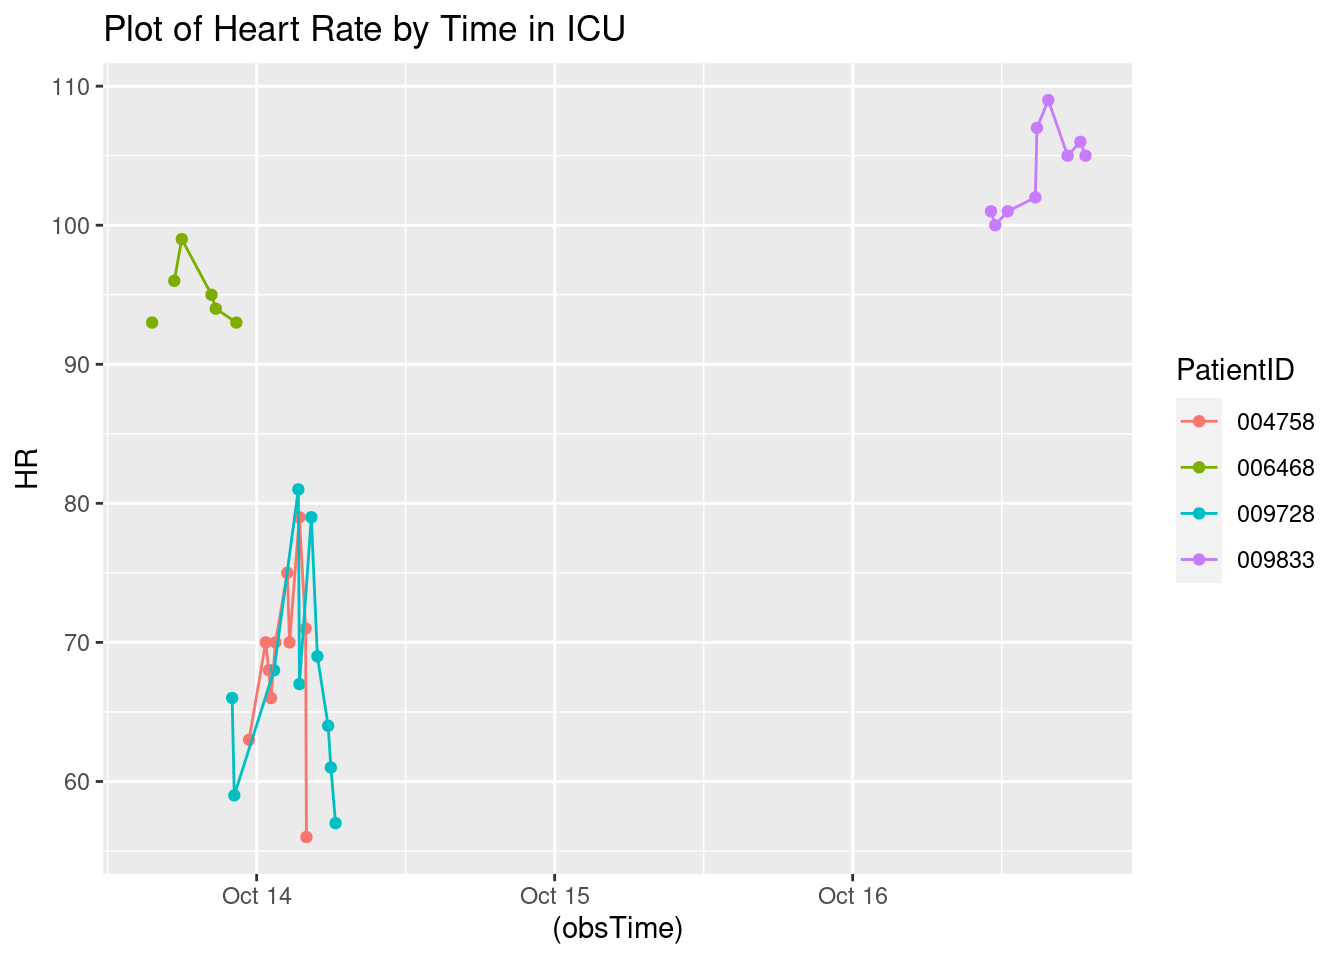 Plot of Heart Rate by Time in ICU
110
100
90
80
70
60
HR
Oct 14
Oct 15
Oct 16
(obsTime)
PatientID
004758
006468
009728
009833